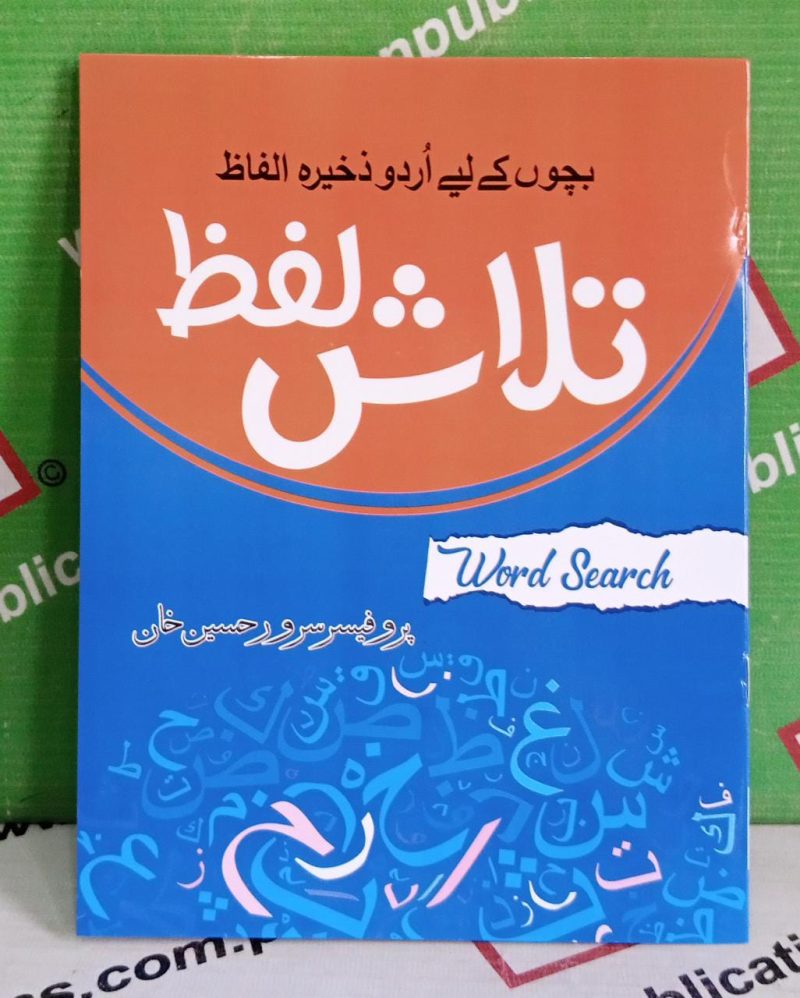 بچوں کے لیے اُردو ذخیرہ الفاظ
تلاش لفظ
Word Search
پروفیسر سرور حسین خان